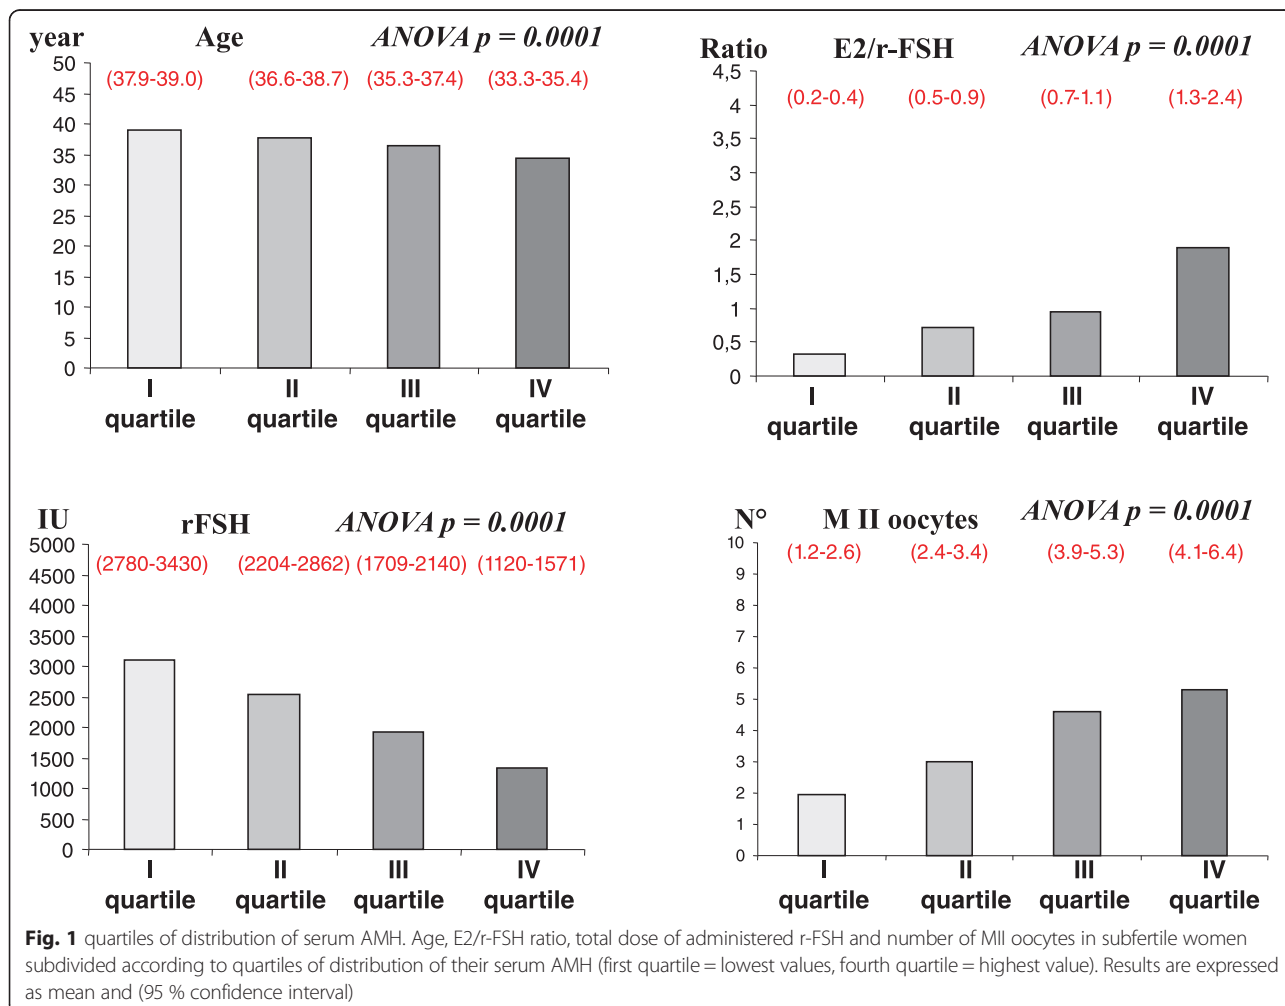 year Age ANOVA p = 0.0001
50
(37.9-39.0) (36.6-38.7) (35.3-37.4) (33.3-35.4)
45
40
35
30
25
20
15
10
5
0
I II III IV
quartile quartile quartile quartile
Ratio E2/r-FSH ANOVA p = 0.0001
4,5
(0.2-0.4) (0.5-0.9) (0.7-1.1) (1.3-2.4)
4
3,5
3
2,5
2
1,5
1
0,5
0
I II III IV
quartile quartile quartile quartile
IU rFSH ANOVA p = 0.0001
5000
(2780-3430) (2204-2862) (1709-2140) (1120-1571)
4500
4000
3500
3000
2500
2000
1500
1000
500
0
I II III IV
quartile quartile quartile quartile
N° M II oocytes ANOVA p = 0.0001
10
(1.2-2.6) (2.4-3.4) (3.9-5.3) (4.1-6.4)
9
8
7
6
5
4
3
2
1
0
I II III IV
quartile quartile quartile quartile
Fig. 1 quartiles of distribution of serum AMH. Age, E2/r-FSH ratio, total dose of administered r-FSH and number of MII oocytes in subfertile women
subdivided according to quartiles of distribution of their serum AMH (first quartile = lowest values, fourth quartile = highest value). Results are expressed
as mean and (95 % confidence interval)